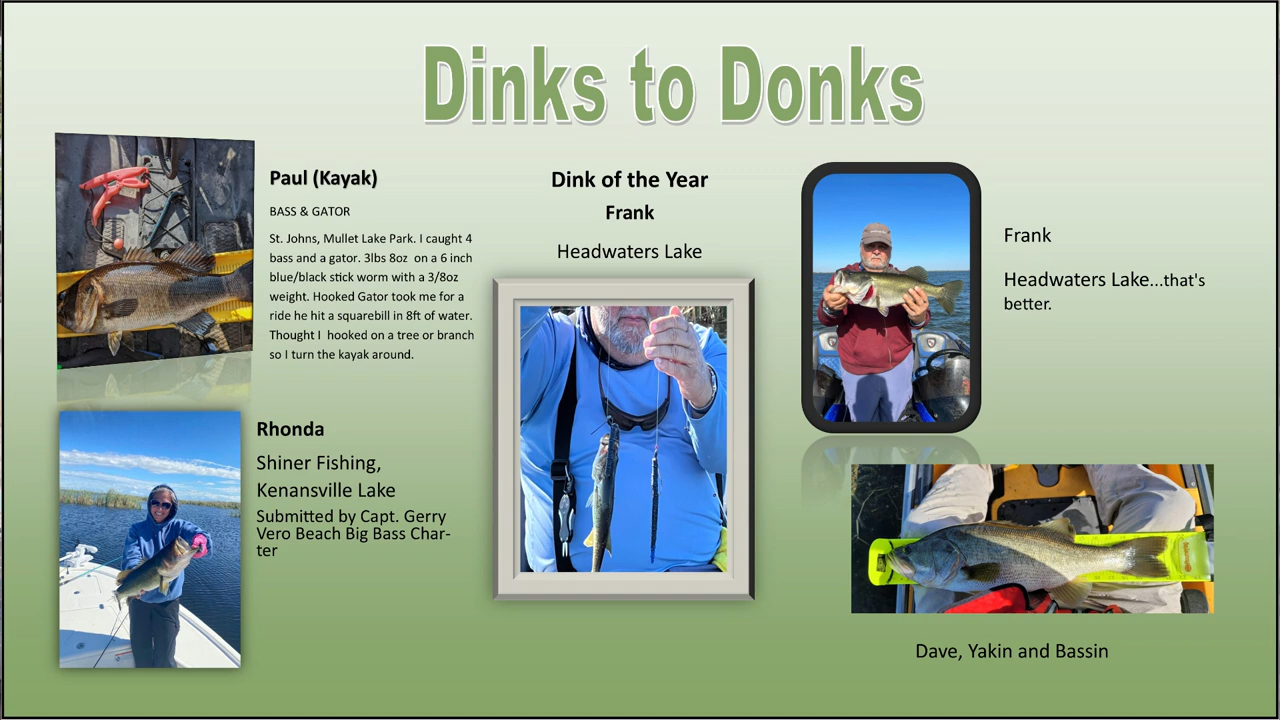 Dinks to Donks
Paul (Kayak)
BASS & GATOR
St. Johns, Mullet Lake Park. I caught 4
bass and a gator. 3lbs 8oz  on a 6 inch
blue/black stick worm with a 3/8oz
weight. Hooked Gator took me for a
ride he hit a squarebill in 8ft of water.
Thought I  hooked on a tree or branch
so I turn the kayak around.
Rhonda
Shiner Fishing,
Kenansville Lake
Submitted by Capt. Gerry
Vero Beach Big Bass Char-
ter
Dink of the Year
Frank
Headwaters Lake
Frank
Headwaters Lake...that's
better.
Dave, Yakin and Bassin